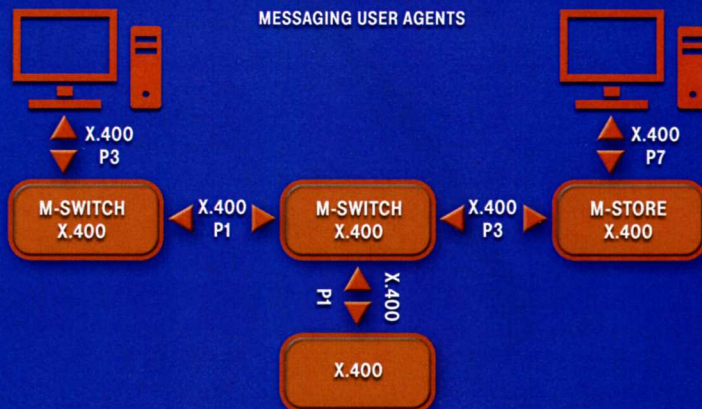 MESSAGING USER AGENTS
X.400
P3
X.400
P7
M-SWITCH
X.400
X.400
P1
M-SWITCH
X.400
X.400
P3
M-STORE
X.400
X.400
P1
X.400